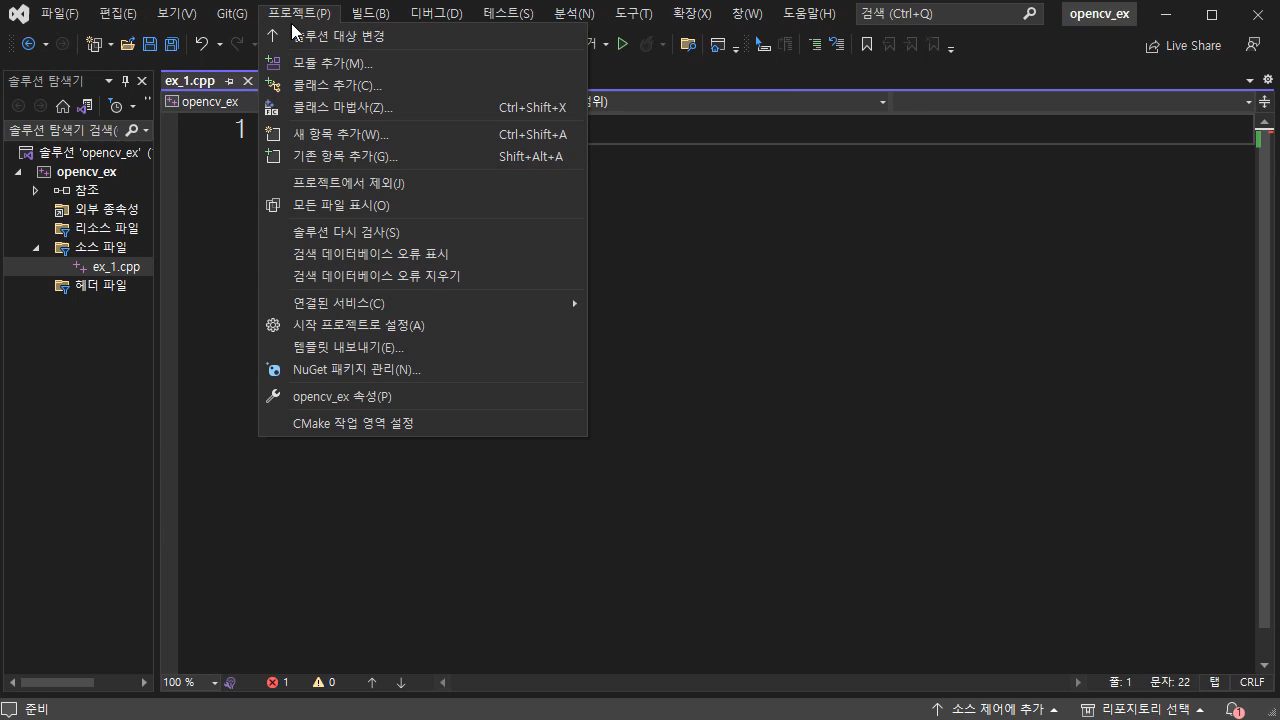 파일(F) 편집(E) 보기(V) Git(G) 프로젝트(P) 빌드(B) 디버그(D) 테스트(S) 분석(N) 도구(T) 확장(X) 창(W) 도움말(H) 검색 (Ctrl+Q) opencv_ex
Live Share
솔루션 탐색기
ex_1.cpp
opencv_ex
솔루션 탐색기 검색(
솔루션 'opencv_ex' (
opencv_ex
참조
외부 종속성
리소스 파일
소스 파일
ex_1.cpp
헤더 파일
1
솔루션 대상 변경
모듈 추가(M)...
클래스 추가(C)...
클래스 마법사(Z)... Ctrl+Shift+X
새 항목 추가(W)... Ctrl+Shift+A
기존 항목 추가(G)... Shift+Alt+A
프로젝트에서 제외(J)
모든 파일 표시(O)
솔루션 다시 검사(S)
검색 데이터베이스 오류 표시
검색 데이터베이스 오류 지우기
연결된 서비스(C)
시작 프로젝트로 설정(A)
템플릿 내보내기(E)...
NuGet 패키지 관리(N)...
opencv_ex 속성(P)
CMake 작업 영역 설정
100 % 1 0 줄: 1 문자: 22 탭 CRLF
준비 소스 제어에 추가 리포지토리 선택 1